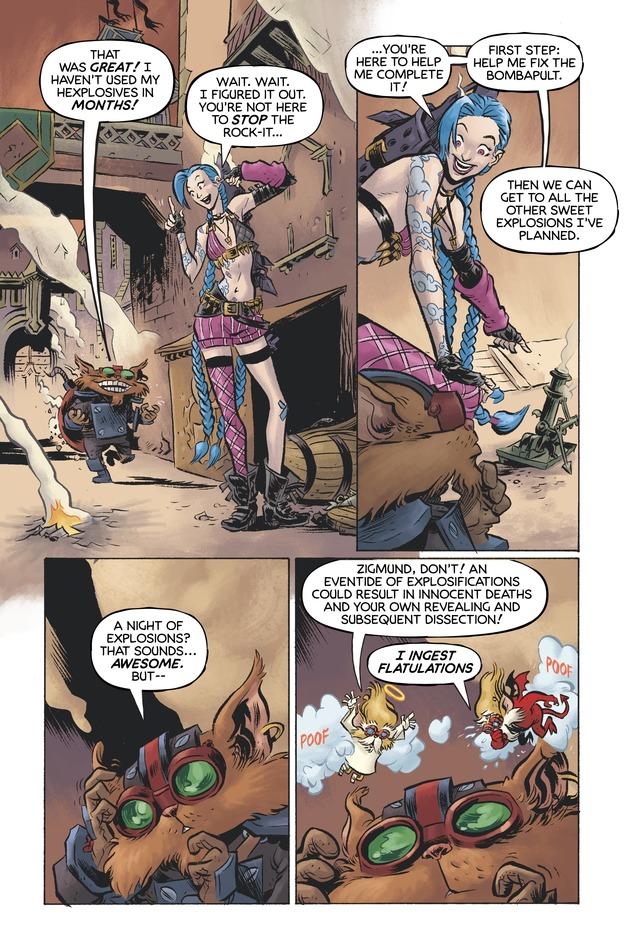 THAT
WAS GREAT! I
HAVEN'T USED MY
HEXPLOSIVES IN
MONTHS!
WAIT. WAIT.
I FIGURED IT OUT.
YOU'RE NOT HERE
TO STOP THE
ROCK-IT...
...YOU'RE
HERE TO HELP
ME COMPLETE
IT!
FIRST STEP:
HELP ME FIX THE
BOMBAPULT.
THEN WE CAN
GET TO ALL THE
OTHER SWEET
EXPLOSIONS I'VE
PLANNED.
A NIGHT OF
EXPLOSIONS?
THAT SOUNDS...
AWESOME.
BUT--
ZIGMUND, DON'T! AN
EVENTIDE OF EXPLOSIFICATIONS
COULD RESULT IN INNOCENT DEATHS
AND YOUR OWN REVEALING AND
SUBSEQUENT DISSECTION!
I INGEST
FLATULATIONS
POOF
POOF